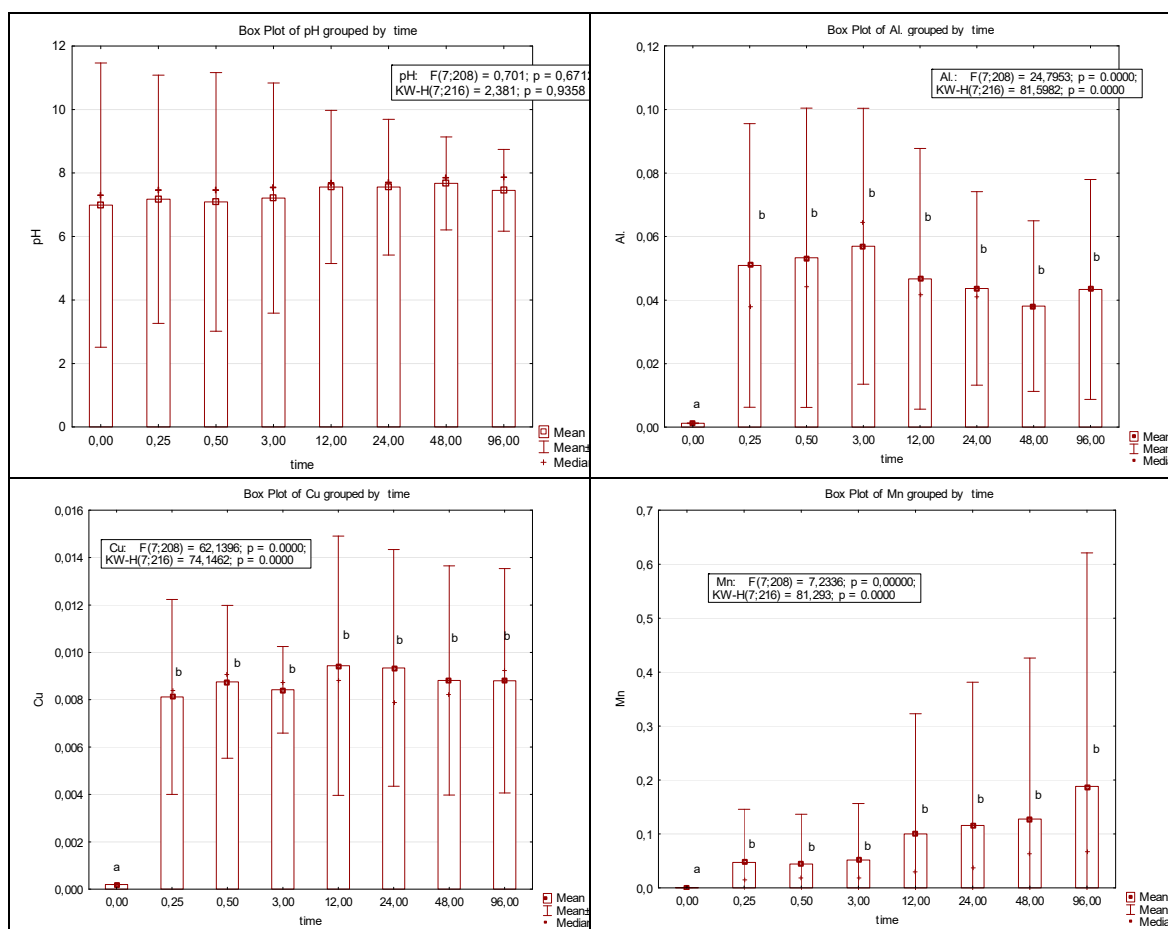 Box Plot of pH grouped by time
pH: F(7;208) = 0,701; p = 0,6712
KW-H(7;216) = 2,381; p = 0,9358
12
10
8
6
4
2
0
pH
0,00 0,25 0,50 3,00 12,00 24,00 48,00 96,00
time
Mean
Mean±
Median
Box Plot of Al. grouped by time
Al.: F(7;208) = 24,7953; p = 0.0000;
KW-H(7;216) = 81,5982; p = 0.0000
0,12
0,10
0,08
0,06
0,04
0,02
0,00
Al.
a b b b b b b b
0,00 0,25 0,50 3,00 12,00 24,00 48,00 96,00
time
Mean
Mean
Median
Box Plot of Cu grouped by time
Cu: F(7;208) = 62,1396; p = 0.0000;
KW-H(7;216) = 74,1462; p = 0.0000
0,016
0,014
0,012
0,010
0,008
0,006
0,004
0,002
0,000
Cu
a b b b b b b b
0,00 0,25 0,50 3,00 12,00 24,00 48,00 96,00
time
Mean
Mean±
Media
Box Plot of Mn grouped by time
Mn: F(7;208) = 7,2336; p = 0,00000;
KW-H(7;216) = 81,293; p = 0.0000
0,7
0,6
0,5
0,4
0,3
0,2
0,1
0,0
Mn
a b b b b b b b
0,00 0,25 0,50 3,00 12,00 24,00 48,00 96,00
time
Mean
Mean
Media